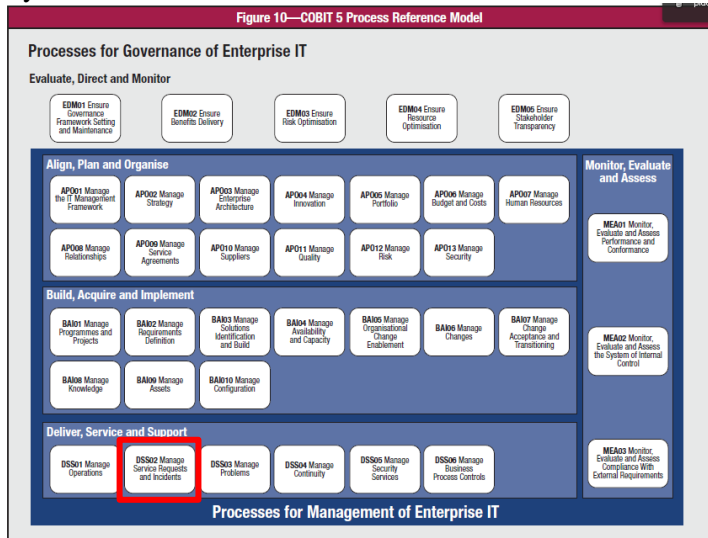 Figure 10—COBIT 5 Process Reference Model
Processes for Governance of Enterprise IT
Evaluate, Direct and Monitor
EDM01 Ensure
Governance
Framework Setting
and Maintenance
EDM02 Ensure
Benefits Delivery
EDM03 Ensure
Risk Optimisation
EDM04 Ensure
Resource
Optimisation
EDM05 Ensure
Stakeholder
Transparency
Align, Plan and Organise
APO01 Manage
the IT Management
Framework
APO02 Manage
Strategy
APO03 Manage
Enterprise
Architecture
APO04 Manage
Innovation
APO05 Manage
Portfolio
APO06 Manage
Budget and Costs
APO07 Manage
Human Resources
APO08 Manage
Relationships
APO09 Manage
Service
Agreements
APO10 Manage
Suppliers
APO11 Manage
Quality
APO12 Manage
Risk
APO13 Manage
Security
Build, Acquire and Implement
BAI01 Manage
Programmes and
Projects
BAI02 Manage
Requirements
Definition
BAI03 Manage
Solutions
Identification
and Build
BAI04 Manage
Availability
and Capacity
BAI05 Manage
Organisational
Change
Enablement
BAI06 Manage
Changes
BAI07 Manage
Change
Acceptance and
Transitioning
BAI08 Manage
Knowledge
BAI09 Manage
Assets
BAI010 Manage
Configuration
Deliver, Service and Support
DSS01 Manage
Operations
DSS02 Manage
Service Requests
and Incidents
DSS03 Manage
Problems
DSS04 Manage
Continuity
DSS05 Manage
Security
Services
DSS06 Manage
Business
Process Controls
Monitor, Evaluate
and Assess
MEA01 Monitor,
Evaluate and Assess
Performance and
Conformance
MEA02 Monitor,
Evaluate and Assess
the System of Internal
Control
MEA03 Monitor,
Evaluate and Assess
Compliance With
External Requirements
Processes for Management of Enterprise IT